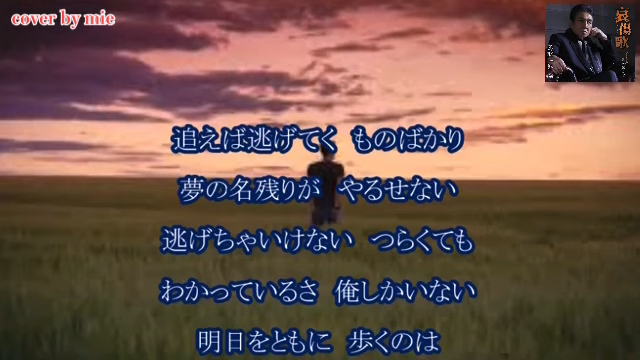 cover by mie
哀傷歌
追えば逃げてく ものばかり
夢の名残りが やるせない
逃げちゃいけない つらくても
わかっているさ 俺しかいない
明日をともに 歩くのは